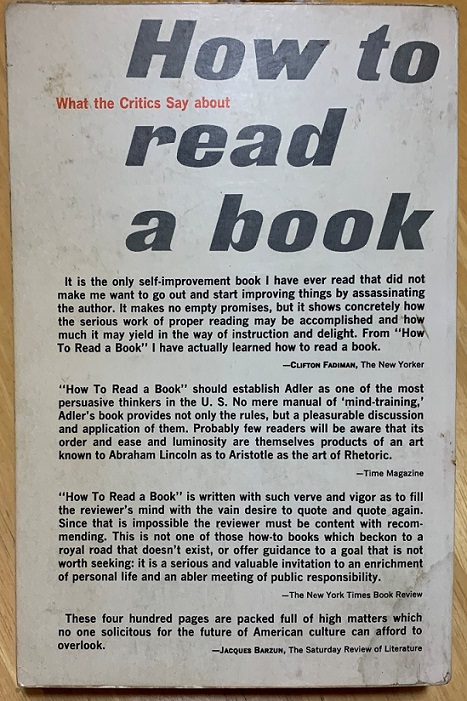 How to
What the Critics Say about
read
a book
It is the only self-improvement book I have ever read that did not
make me want to go out and start improving things by assassinating
the author. It makes no empty promises, but it shows concretely how
the serious work of proper reading may be accomplished and how
much it may yield in the way of instruction and delight. From “How
To Read a Book” I have actually learned how to read a book.
—CLIFTON FADIMAN, The New Yorker
“How To Read a Book” should establish Adler as one of the most
persuasive thinkers in the U. S. No mere manual of ‘mind-training,’
Adler’s book provides not only the rules, but a pleasurable discussion
and application of them. Probably few readers will be aware that its
order and ease and luminosity are themselves products of an art
known to Abraham Lincoln as to Aristotle as the art of Rhetoric.
—Time Magazine
“How To Read a Book” is written with such verve and vigor as to fill
the reviewer’s mind with the vain desire to quote and quote again.
Since that is impossible the reviewer must be content with recom-
mending. This is not one of those how-to books which beckon to a
royal road that doesn’t exist, or offer guidance to a goal that is not
worth seeking: it is a serious and valuable invitation to an enrichment
of personal life and an abler meeting of public responsibility.
—The New York Times Book Review
These four hundred pages are packed full of high matters which
no one solicitous for the future of American culture can afford to
overlook.
—JACQUES BARZUN, The Saturday Review of Literature